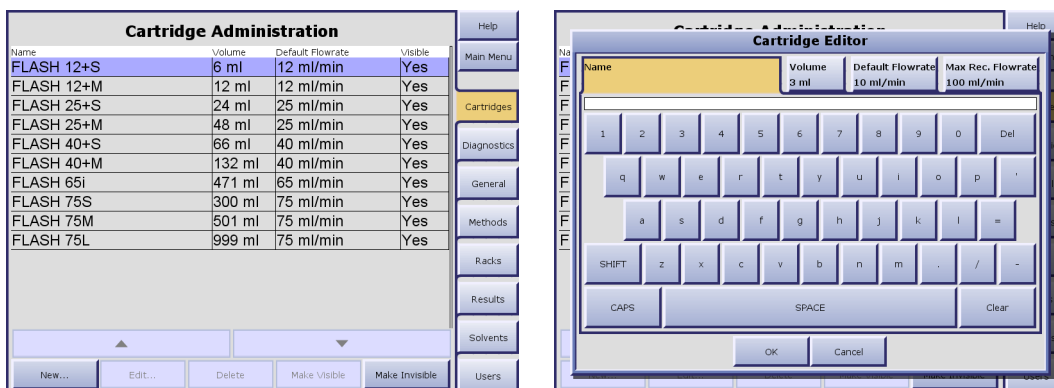 Cartridge Administration
Name Volume Default Flowrate Visible
FLASH 12+S 6 ml 12 ml/min Yes
FLASH 12+M 12 ml 12 ml/min Yes
FLASH 25+S 24 ml 25 ml/min Yes
FLASH 25+M 48 ml 25 ml/min Yes
FLASH 40+S 66 ml 40 ml/min Yes
FLASH 40+M 132 ml 40 ml/min Yes
FLASH 65i 471 ml 65 ml/min Yes
FLASH 75S 300 ml 75 ml/min Yes
FLASH 75M 501 ml 75 ml/min Yes
FLASH 75L 999 ml 75 ml/min Yes
New... Edit... Delete Make Visible Make Invisible
Help
Main Menu
Cartridges
Diagnostics
General
Methods
Racks
Results
Solvents
Users
Help
Cartridge Editor
Name Volume Default Flowrate Max Rec. Flowrate
3 ml 10 ml/min 100 ml/min
1 2 3 4 5 6 7 8 9 0 Del
q w e r t y u i o p '
a s d f g h j k l =
SHIFT z x c v b n m . / -
CAPS SPACE Clear
OK Cancel